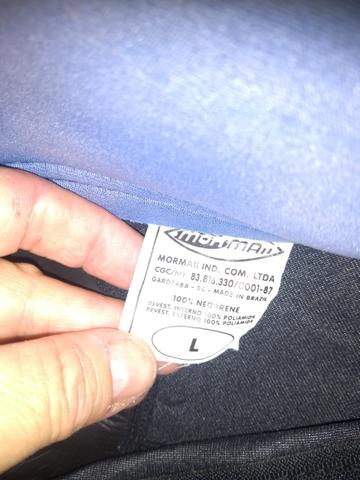 MORMAII
MORMAII IND. COM. LTDA
CGC/MF 83.816.330/0001-87
GAROPABA - SC - MADE IN BRAZIL
100% NEOPRENE
REVEST. INTERNO 100% POLIAMIDA
REVEST. EXTERNO 100% POLIAMIDA
L